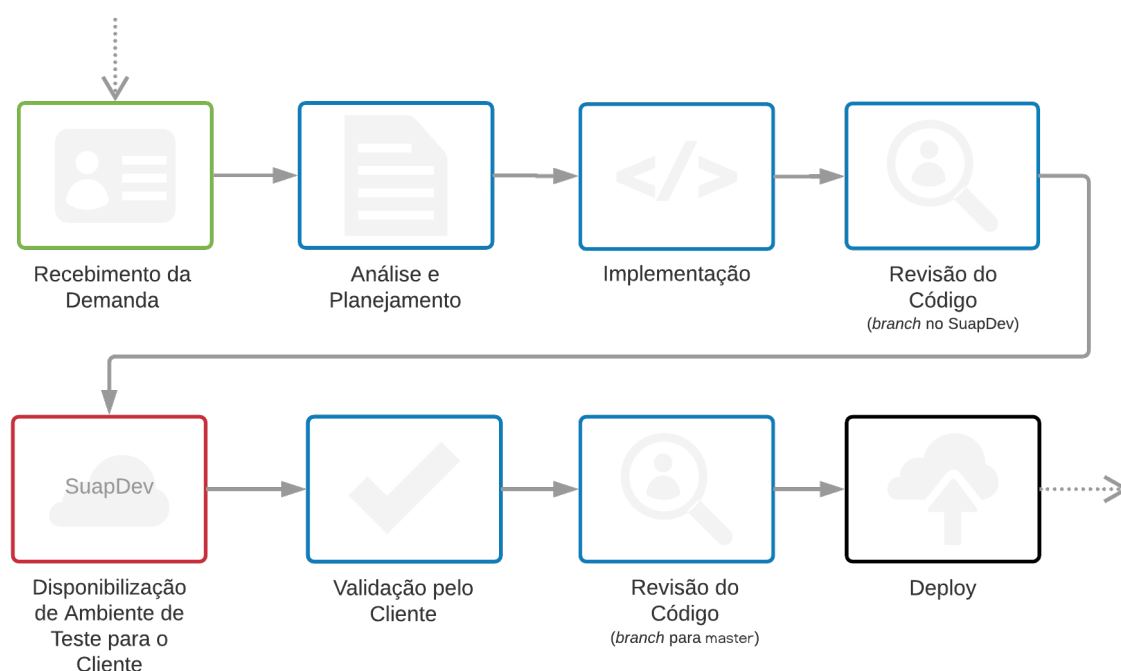 Recebimento da
Demanda
Análise e
Planejamento
Implementação
Revisão do
Código
(branch no SuapDev)
SuapDev
Disponibilização
de Ambiente de
Teste para o
Cliente
Validação pelo
Cliente
Revisão do
Código
(branch para master)
Deploy